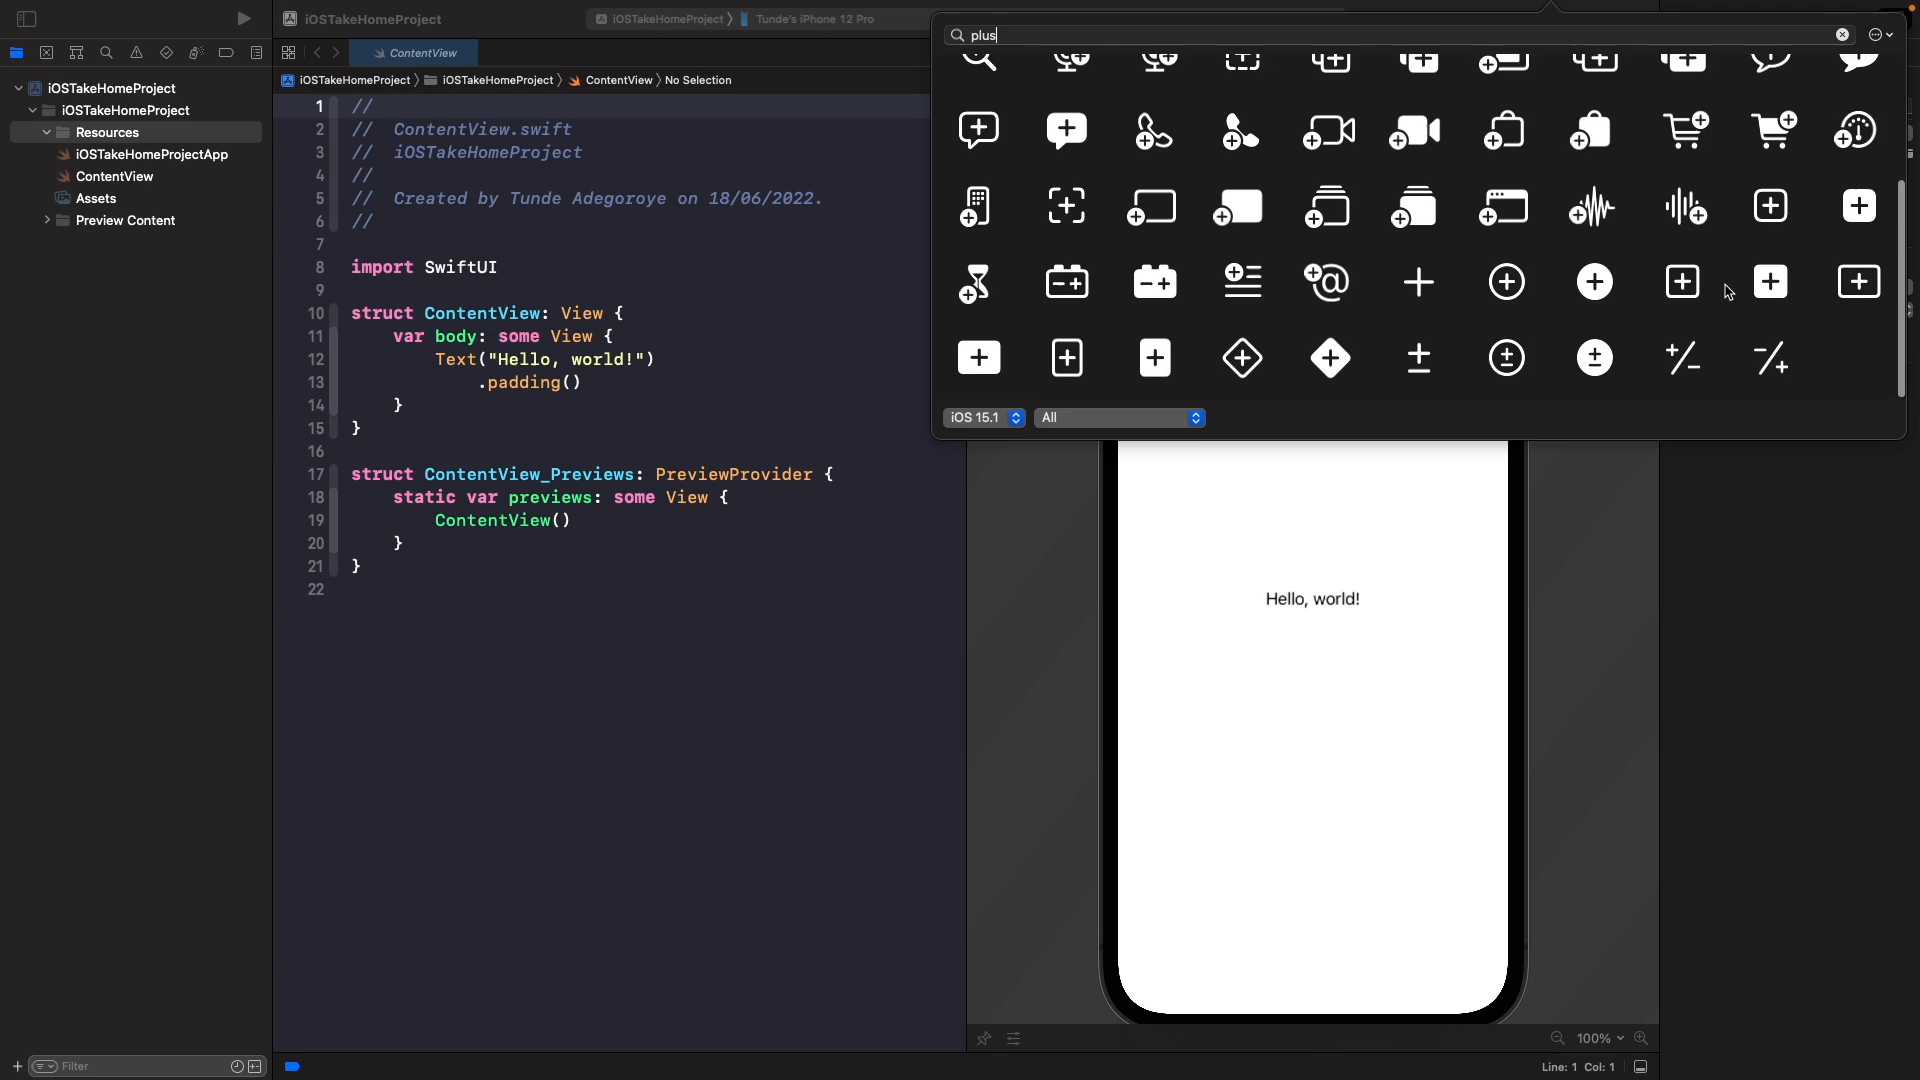 iOSTakeHomeProject
iOSTakeHomeProject
Tunde's iPhone 12 Pro
plus
ContentView
iOSTakeHomeProject
iOSTakeHomeProject
ContentView
No Selection
iOSTakeHomeProject
iOSTakeHomeProject
Resources
iOSTakeHomeProjectApp
ContentView
Assets
Preview Content
1 //
2 // ContentView.swift
3 // iOSTakeHomeProject
4 //
5 // Created by Tunde Adegoroye on 18/06/2022.
6 //
7
8 import SwiftUI
9
10 struct ContentView: View {
11 var body: some View {
12 Text("Hello, world!")
13 .padding()
14 }
15 }
16
17 struct ContentView_Previews: PreviewProvider {
18 static var previews: some View {
19 ContentView()
20 }
21 }
22
iOS 15.1
All
Hello, world!
100%
Filter
Line: 1 Col: 1